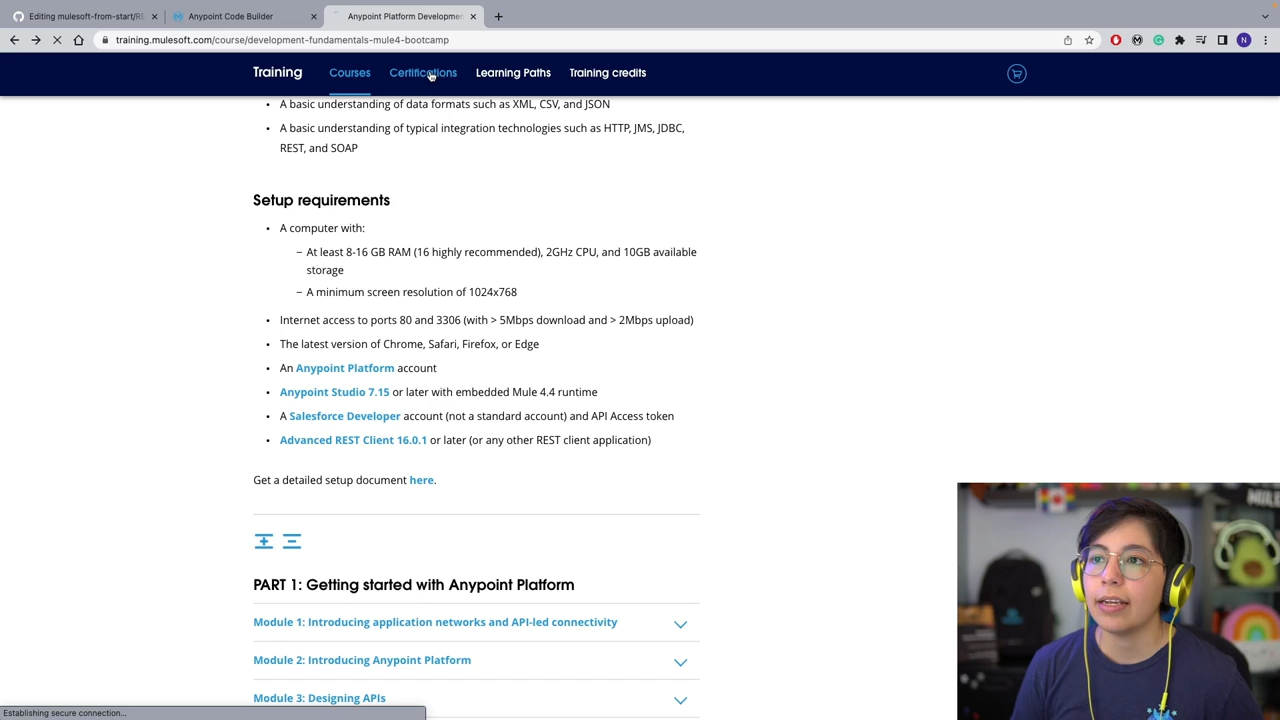 Editing mulesoft-from-start/RE
Anypoint Code Builder
Anypoint Platform Developmen
training.mulesoft.com/course/development-fundamentals-mule4-bootcamp
N
Training
Courses
Certifications
Learning Paths
Training credits
• A basic understanding of data formats such as XML, CSV, and JSON
• A basic understanding of typical integration technologies such as HTTP, JMS, JDBC,
REST, and SOAP
Setup requirements
• A computer with:
– At least 8-16 GB RAM (16 highly recommended), 2GHz CPU, and 10GB available
storage
– A minimum screen resolution of 1024x768
• Internet access to ports 80 and 3306 (with > 5Mbps download and > 2Mbps upload)
• The latest version of Chrome, Safari, Firefox, or Edge
• An Anypoint Platform account
• Anypoint Studio 7.15 or later with embedded Mule 4.4 runtime
• A Salesforce Developer account (not a standard account) and API Access token
• Advanced REST Client 16.0.1 or later (or any other REST client application)
Get a detailed setup document here.
PART 1: Getting started with Anypoint Platform
Module 1: Introducing application networks and API-led connectivity
Module 2: Introducing Anypoint Platform
Module 3: Designing APIs
Establishing secure connection...